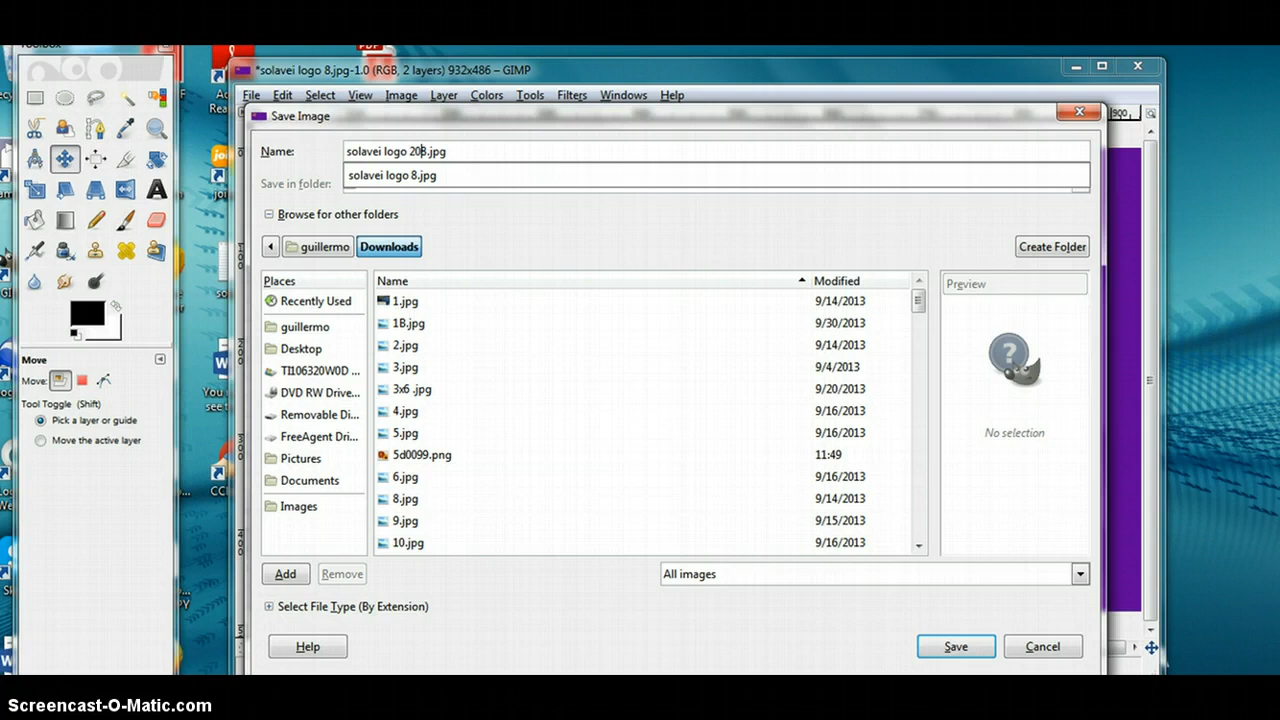 Toolbox
PDF
*solavei logo 8.jpg-1.0 (RGB, 2 layers) 932x486 – GIMP
File Edit Select View Image Layer Colors Tools Filters Windows Help
Save Image
900
Name: solavei logo 208.jpg
solavei logo 8.jpg
Save in folder:
Browse for other folders
guillermo Downloads Create Folder
Places Name Modified Preview
Recently Used 1.jpg 9/14/2013
guillermo 1B.jpg 9/30/2013
Desktop 2.jpg 9/14/2013
TI106320W0D ... 3.jpg 9/4/2013
DVD RW Drive... 3x6 .jpg 9/20/2013
Removable Di... 4.jpg 9/16/2013
FreeAgent Dri... 5.jpg 9/16/2013
No selection
Pictures 5d0099.png 11:49
Documents 6.jpg 9/16/2013
8.jpg 9/14/2013
Images 9.jpg 9/15/2013
10.jpg 9/16/2013
Add Remove All images
Select File Type (By Extension)
Help Save Cancel
Move
Move:
Tool Toggle (Shift)
Pick a layer or guide
Move the active layer
Screencast-O-Matic.com